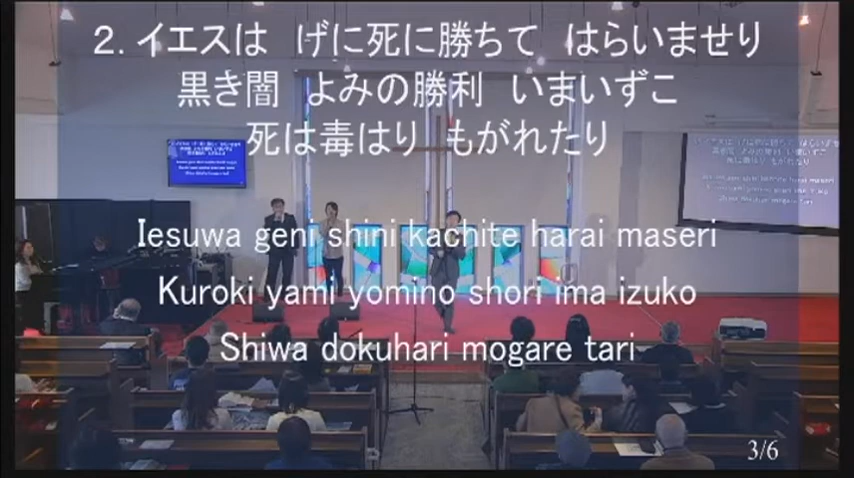 ２．イエスは　げに死に勝ちて　はらいませり
黒き闇　よみの勝利　いまいずこ
死は毒はり　もがれたり
Iesuwa geni shini kachite harai maseri
Kuroki yami yomino shori ima izuko
Shiwa dokuhari mogare tari
3/6